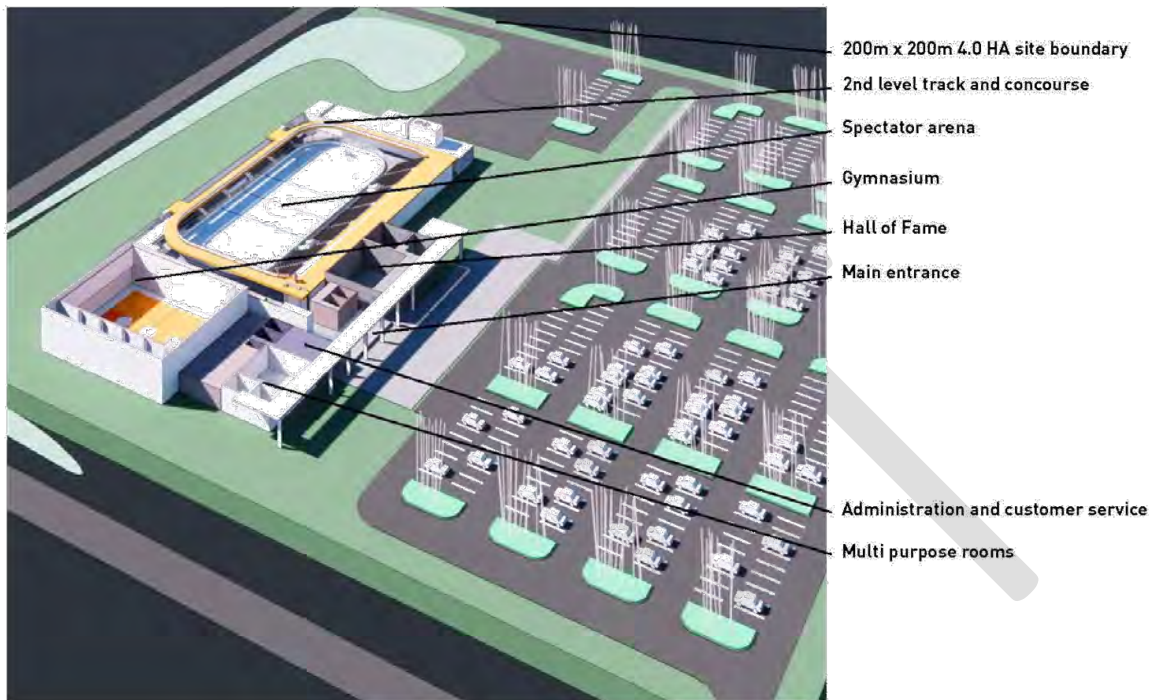 200m x 200m 4.0 HA site boundary
2nd level track and concourse
Spectator arena
Gymnasium
Hall of Fame
Main entrance
Administration and customer service
Multi purpose rooms